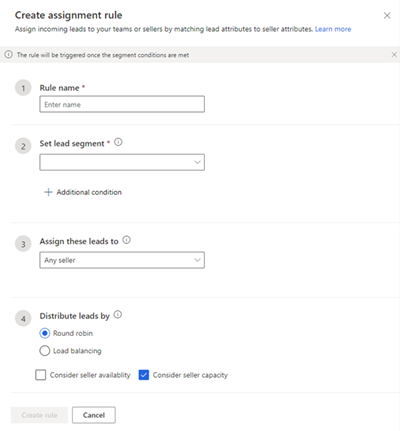 Create assignment rule
Assign incoming leads to your teams or sellers by matching lead attributes to seller attributes. Learn more
The rule will be triggered once the segment conditions are met
1 Rule name *
Enter name
2 Set lead segment *
Additional condition
3 Assign these leads to
Any seller
4 Distribute leads by
Round robin
Load balancing
Consider seller availablity Consider seller capacity
Create rule Cancel